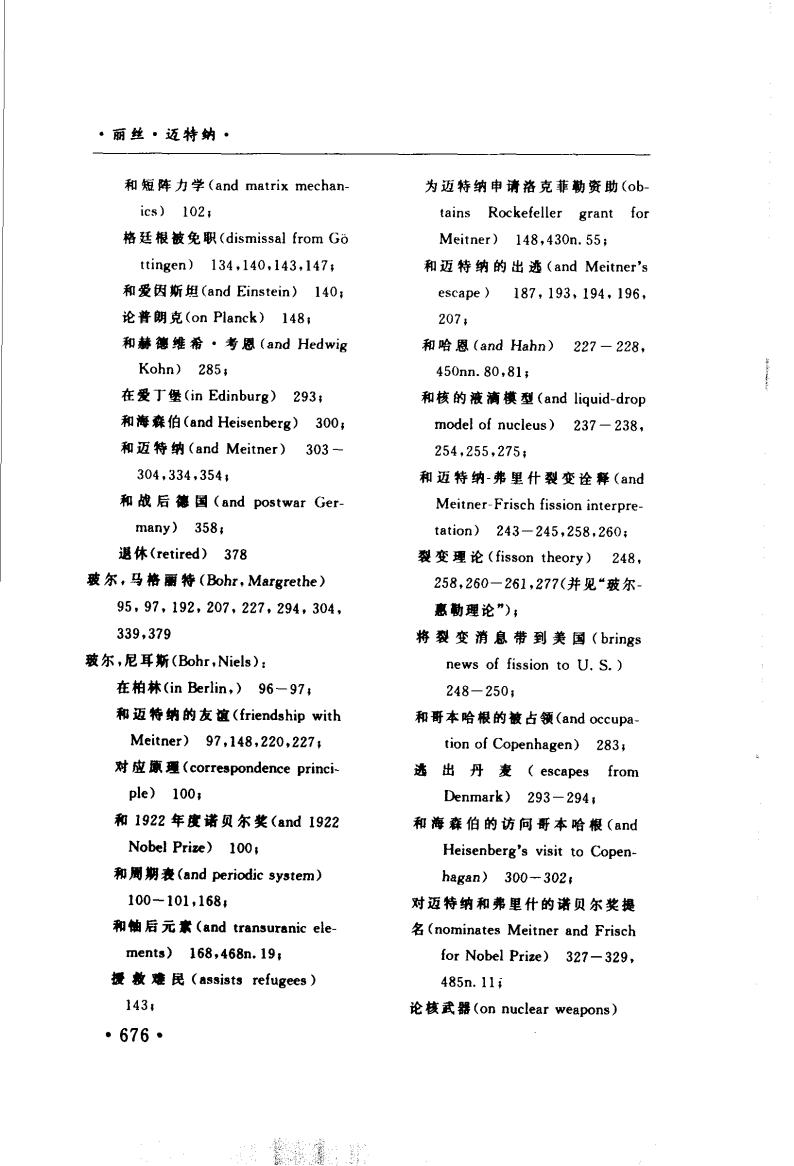 ·丽丝·迈特纳·
和短阵力学(and matrix mechan-
ics) 102;
格廷根被免职(dismissal from Gö
ttingen) 134,140,143,147;
和爱因斯坦(and Einstein) 140;
论普朗克(on Planck) 148;
和赫德维希·考恩(and Hedwig
Kohn) 285;
在爱丁堡(in Edinburg) 293;
和海森伯(and Heisenberg) 300;
和迈特纳(and Meitner) 303—
304,334,354;
和战后德国(and postwar Ger-
many) 358;
退休(retired) 378
玻尔,马格丽特(Bohr,Margrethe)
95,97,192,207,227,294,304,
339,379
玻尔,尼耳斯(Bohr,Niels):
在柏林(in Berlin,) 96—97;
和迈特纳的友谊(friendship with
Meitner) 97,148,220,227;
对应原理(correspondence princi-
ple) 100;
和 1922 年度诺贝尔奖(and 1922
Nobel Prize) 100;
和周期表(and periodic system)
100—101,168;
和铀后元素(and transuranic ele-
ments) 168,468n.19;
援救难民(assists refugees)
143;
·676·
为迈特纳申请洛克菲勒资助(ob-
tains Rockefeller grant for
Meitner) 148,430n.55;
和迈特纳的出逃(and Meitner's
escape) 187,193,194,196,
207;
和哈恩(and Hahn) 227—228,
450nn.80,81;
和核的液滴模型(and liquid-drop
model of nucleus) 237—238,
254,255,275;
和迈特纳-弗里什裂变诠释(and
Meitner-Frisch fission interpre-
tation) 243—245,258,260;
裂变理论(fisson theory) 248,
258,260—261,277(并见“玻尔-
惠勒理论”);
将裂变消息带到美国(brings
news of fission to U.S.)
248—250;
和哥本哈根的被占领(and occupa-
tion of Copenhagen) 283;
逃出丹麦(escapes from
Denmark) 293—294;
和海森伯的访问哥本哈根(and
Heisenberg's visit to Copen-
hagan) 300—302;
对迈特纳和弗里什的诺贝尔奖提
名(nominates Meitner and Frisch
for Nobel Prize) 327—329,
485n.11;
论核武器(on nuclear weapons)